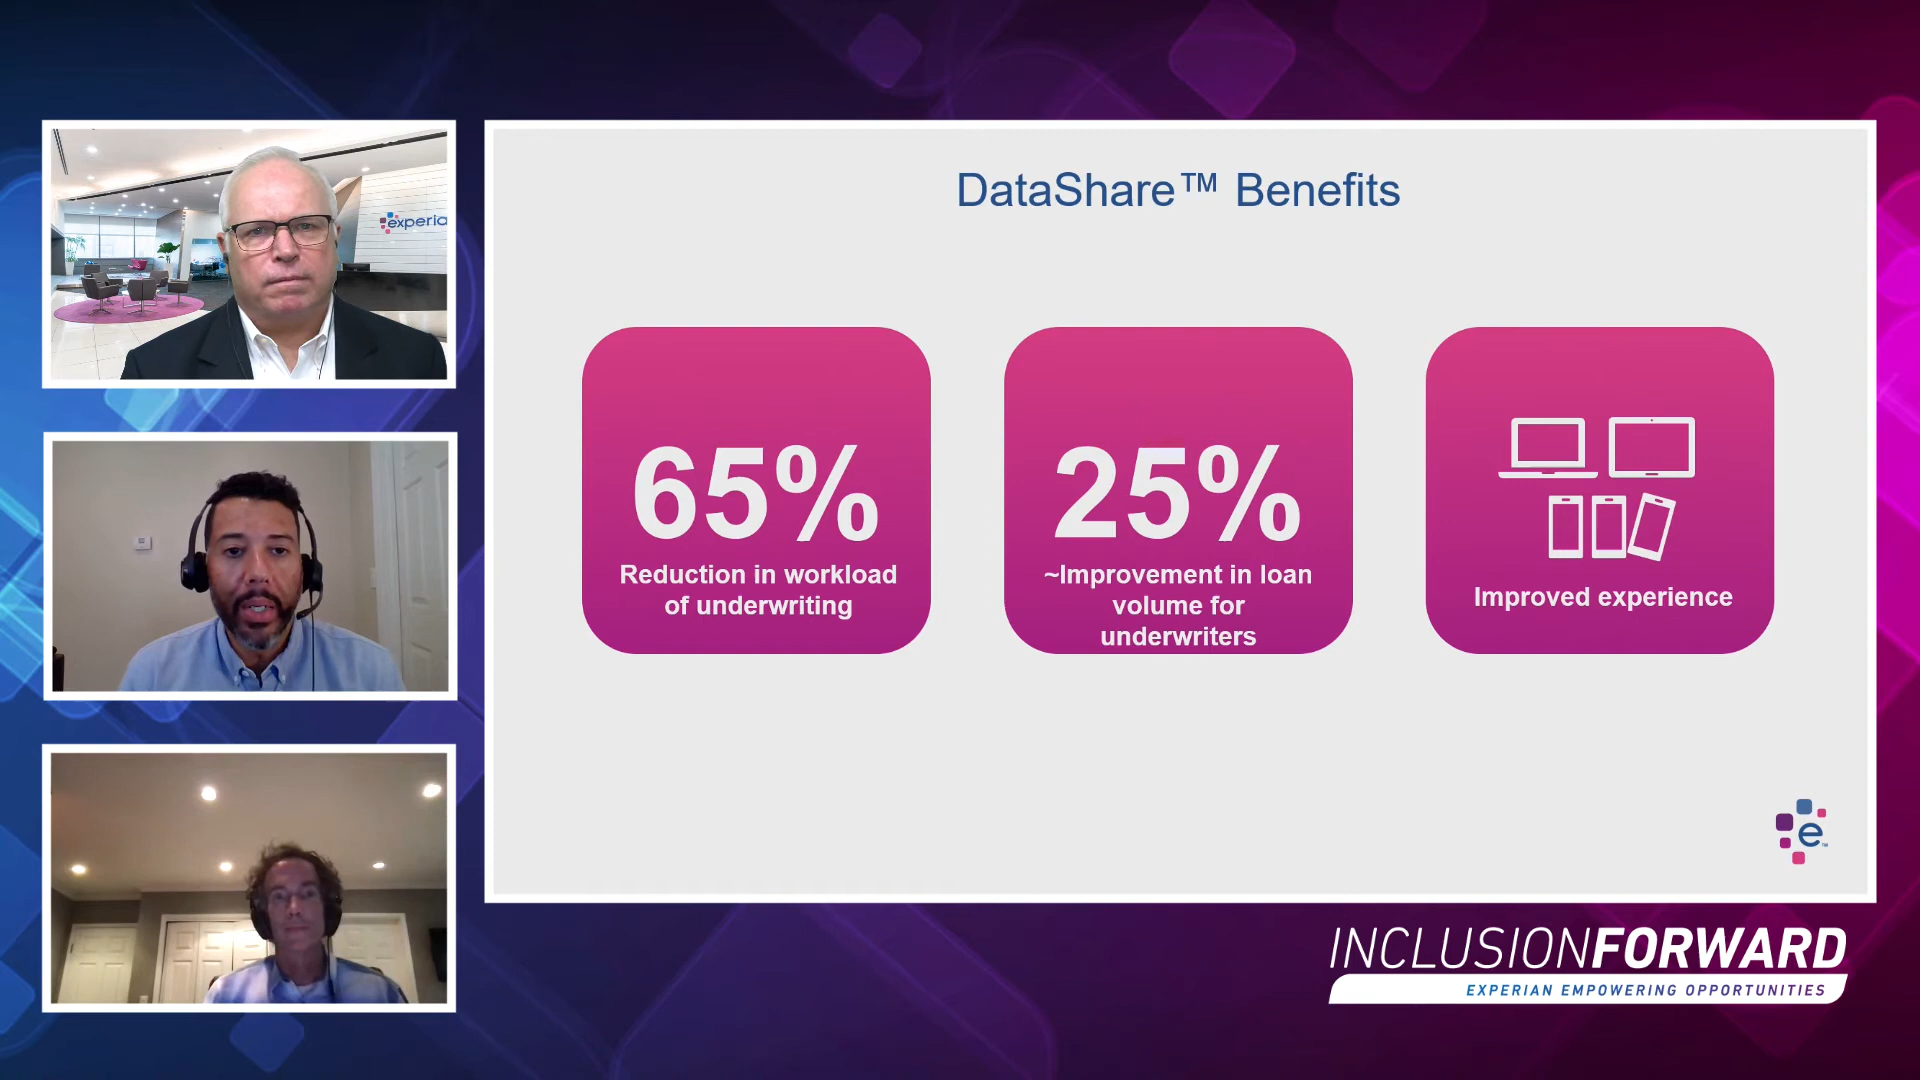 experia
DataShare™ Benefits
65%
Reduction in workload
of underwriting
25%
~Improvement in loan
volume for
underwriters
Improved experience
e™
INCLUSIONFORWARD
EXPERIAN EMPOWERING OPPORTUNITIES